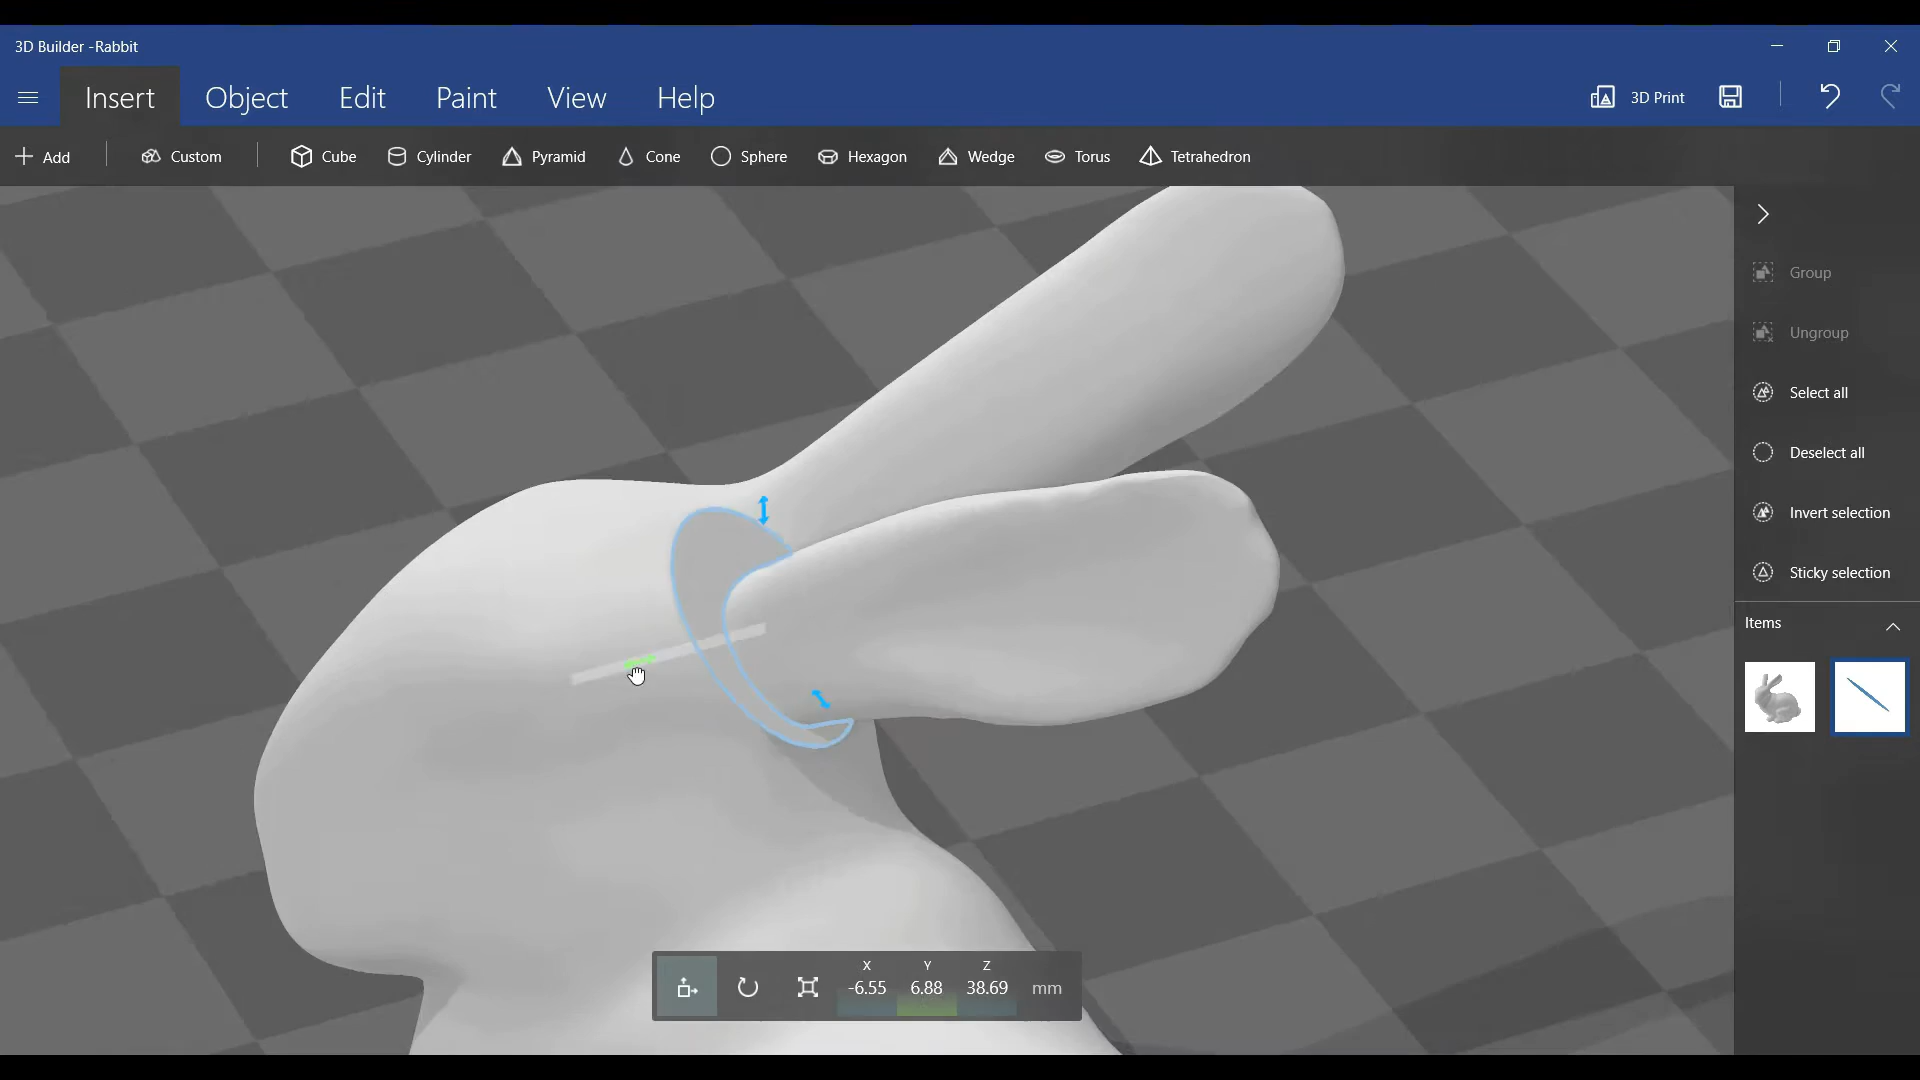 3D Builder -Rabbit
Insert Object Edit Paint View Help 3D Print
Add Custom Cube Cylinder Pyramid Cone Sphere Hexagon Wedge Torus Tetrahedron
Group
Ungroup
Select all
Deselect all
Invert selection
Sticky selection
Items
X Y Z
-6.55 6.88 38.69 mm